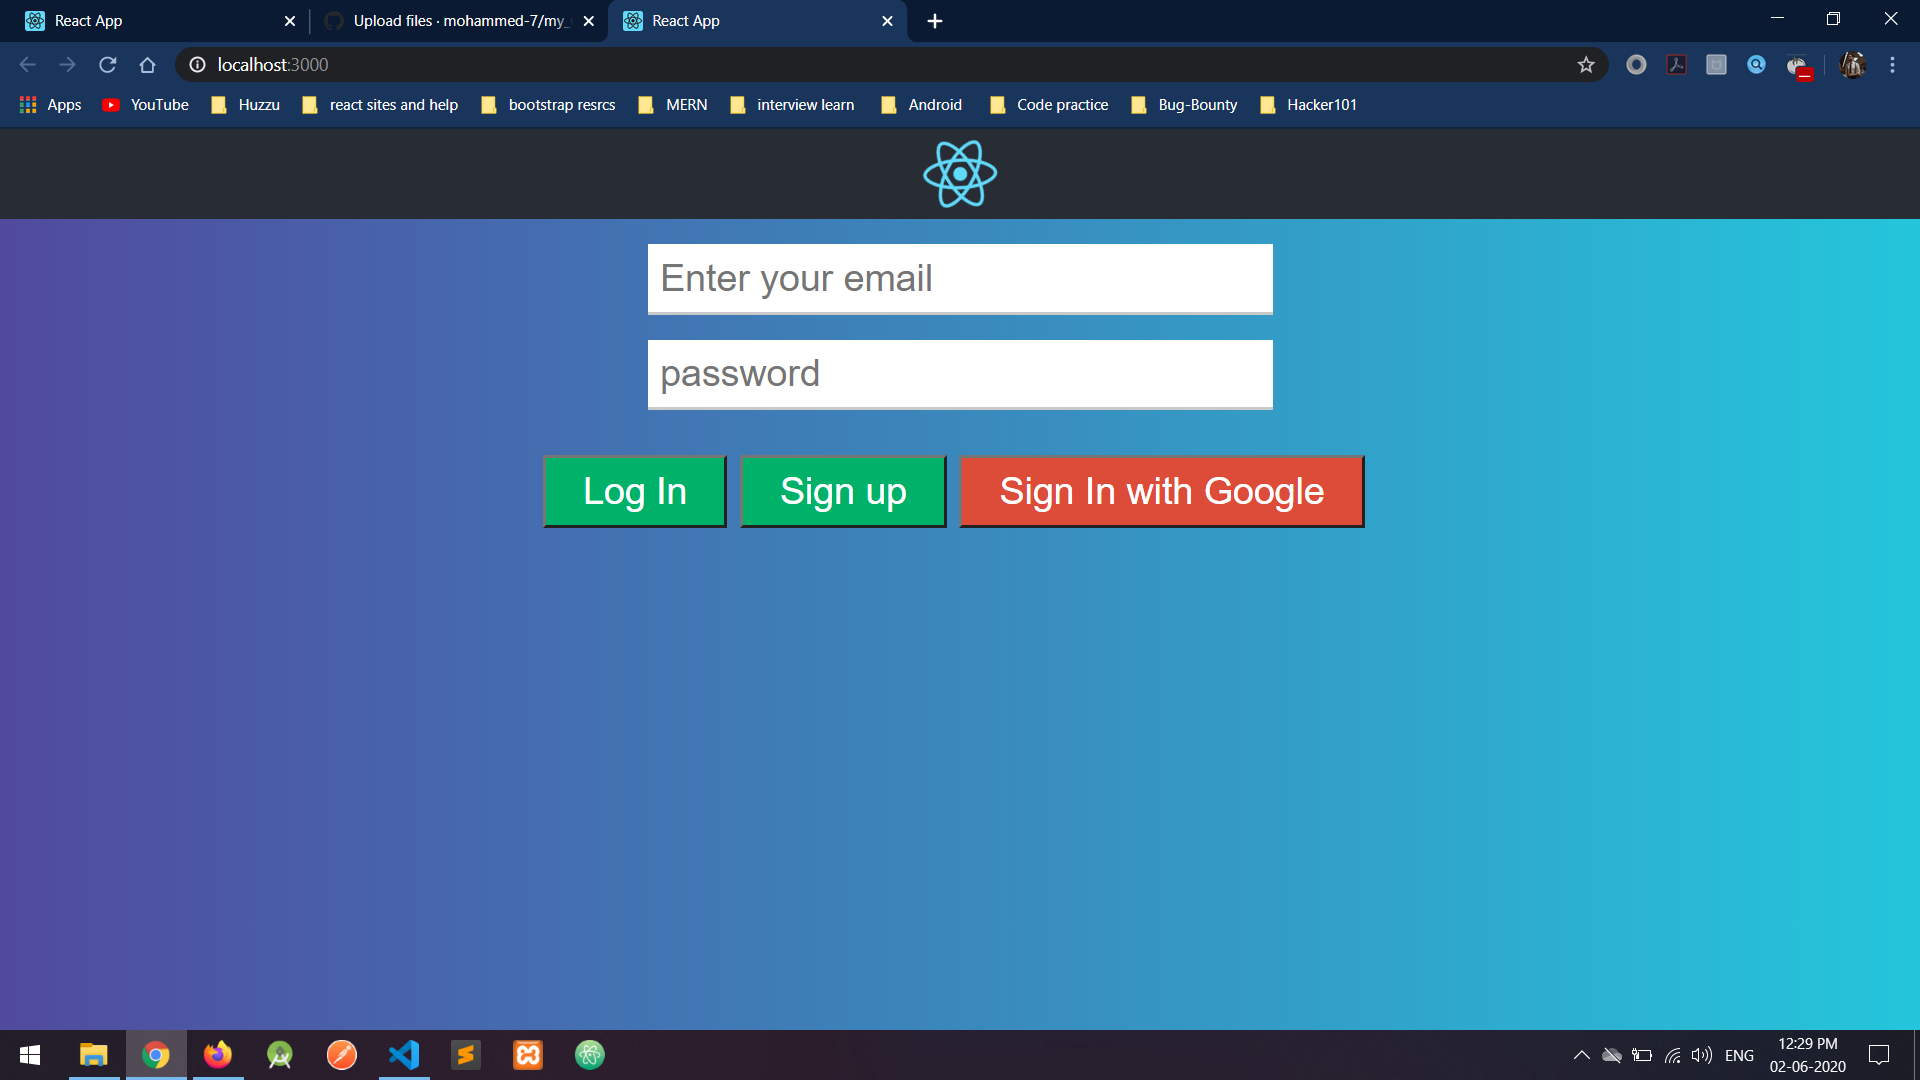 React App
Upload files · mohammed-7/my_
React App
localhost:3000
Apps
YouTube
Huzzu
react sites and help
bootstrap resrcs
MERN
interview learn
Android
Code practice
Bug-Bounty
Hacker101
Enter your email
password
Log In
Sign up
Sign In with Google
ENG
12:29 PM
02-06-2020